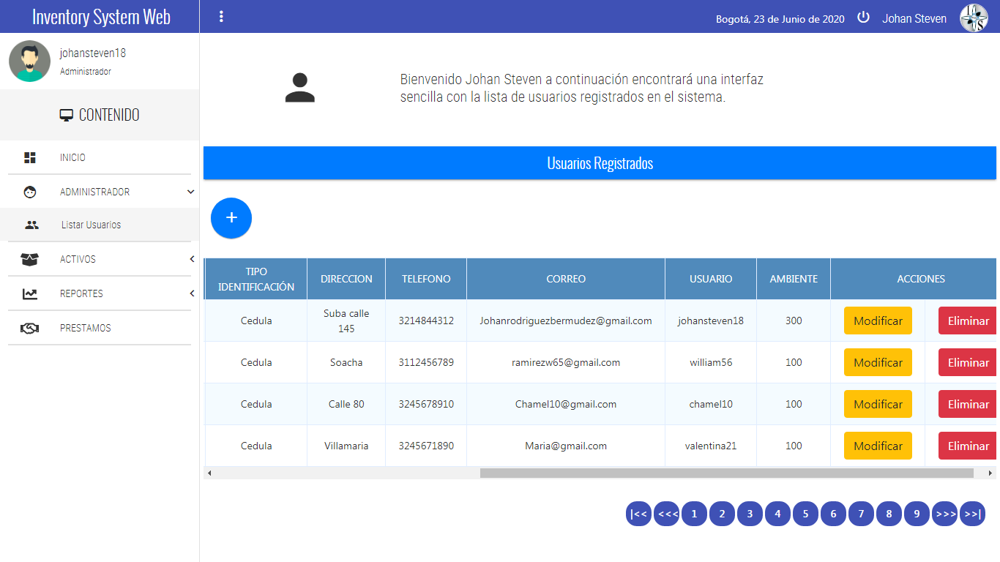 Inventory System Web
Bogotá, 23 de Junio de 2020
Johan Steven
johansteven18
Administrador
CONTENIDO
INICIO
ADMINISTRADOR
Listar Usuarios
ACTIVOS
REPORTES
PRESTAMOS
Bienvenido Johan Steven a continuación encontrará una interfaz
sencilla con la lista de usuarios registrados en el sistema.
Usuarios Registrados
+
TIPO IDENTIFICACIÓN DIRECCION TELEFONO CORREO USUARIO AMBIENTE ACCIONES
Cedula Suba calle 145 3214844312 Johanrodriguezbermudez@gmail.com johansteven18 300 Modificar Eliminar
Cedula Soacha 3112456789 ramirezw65@gmail.com william56 100 Modificar Eliminar
Cedula Calle 80 3245678910 Chamel10@gmail.com chamel10 100 Modificar Eliminar
Cedula Villamaria 3245671890 Maria@gmail.com valentina21 100 Modificar Eliminar
|<< <<< 1 2 3 4 5 6 7 8 9 >>> >>|